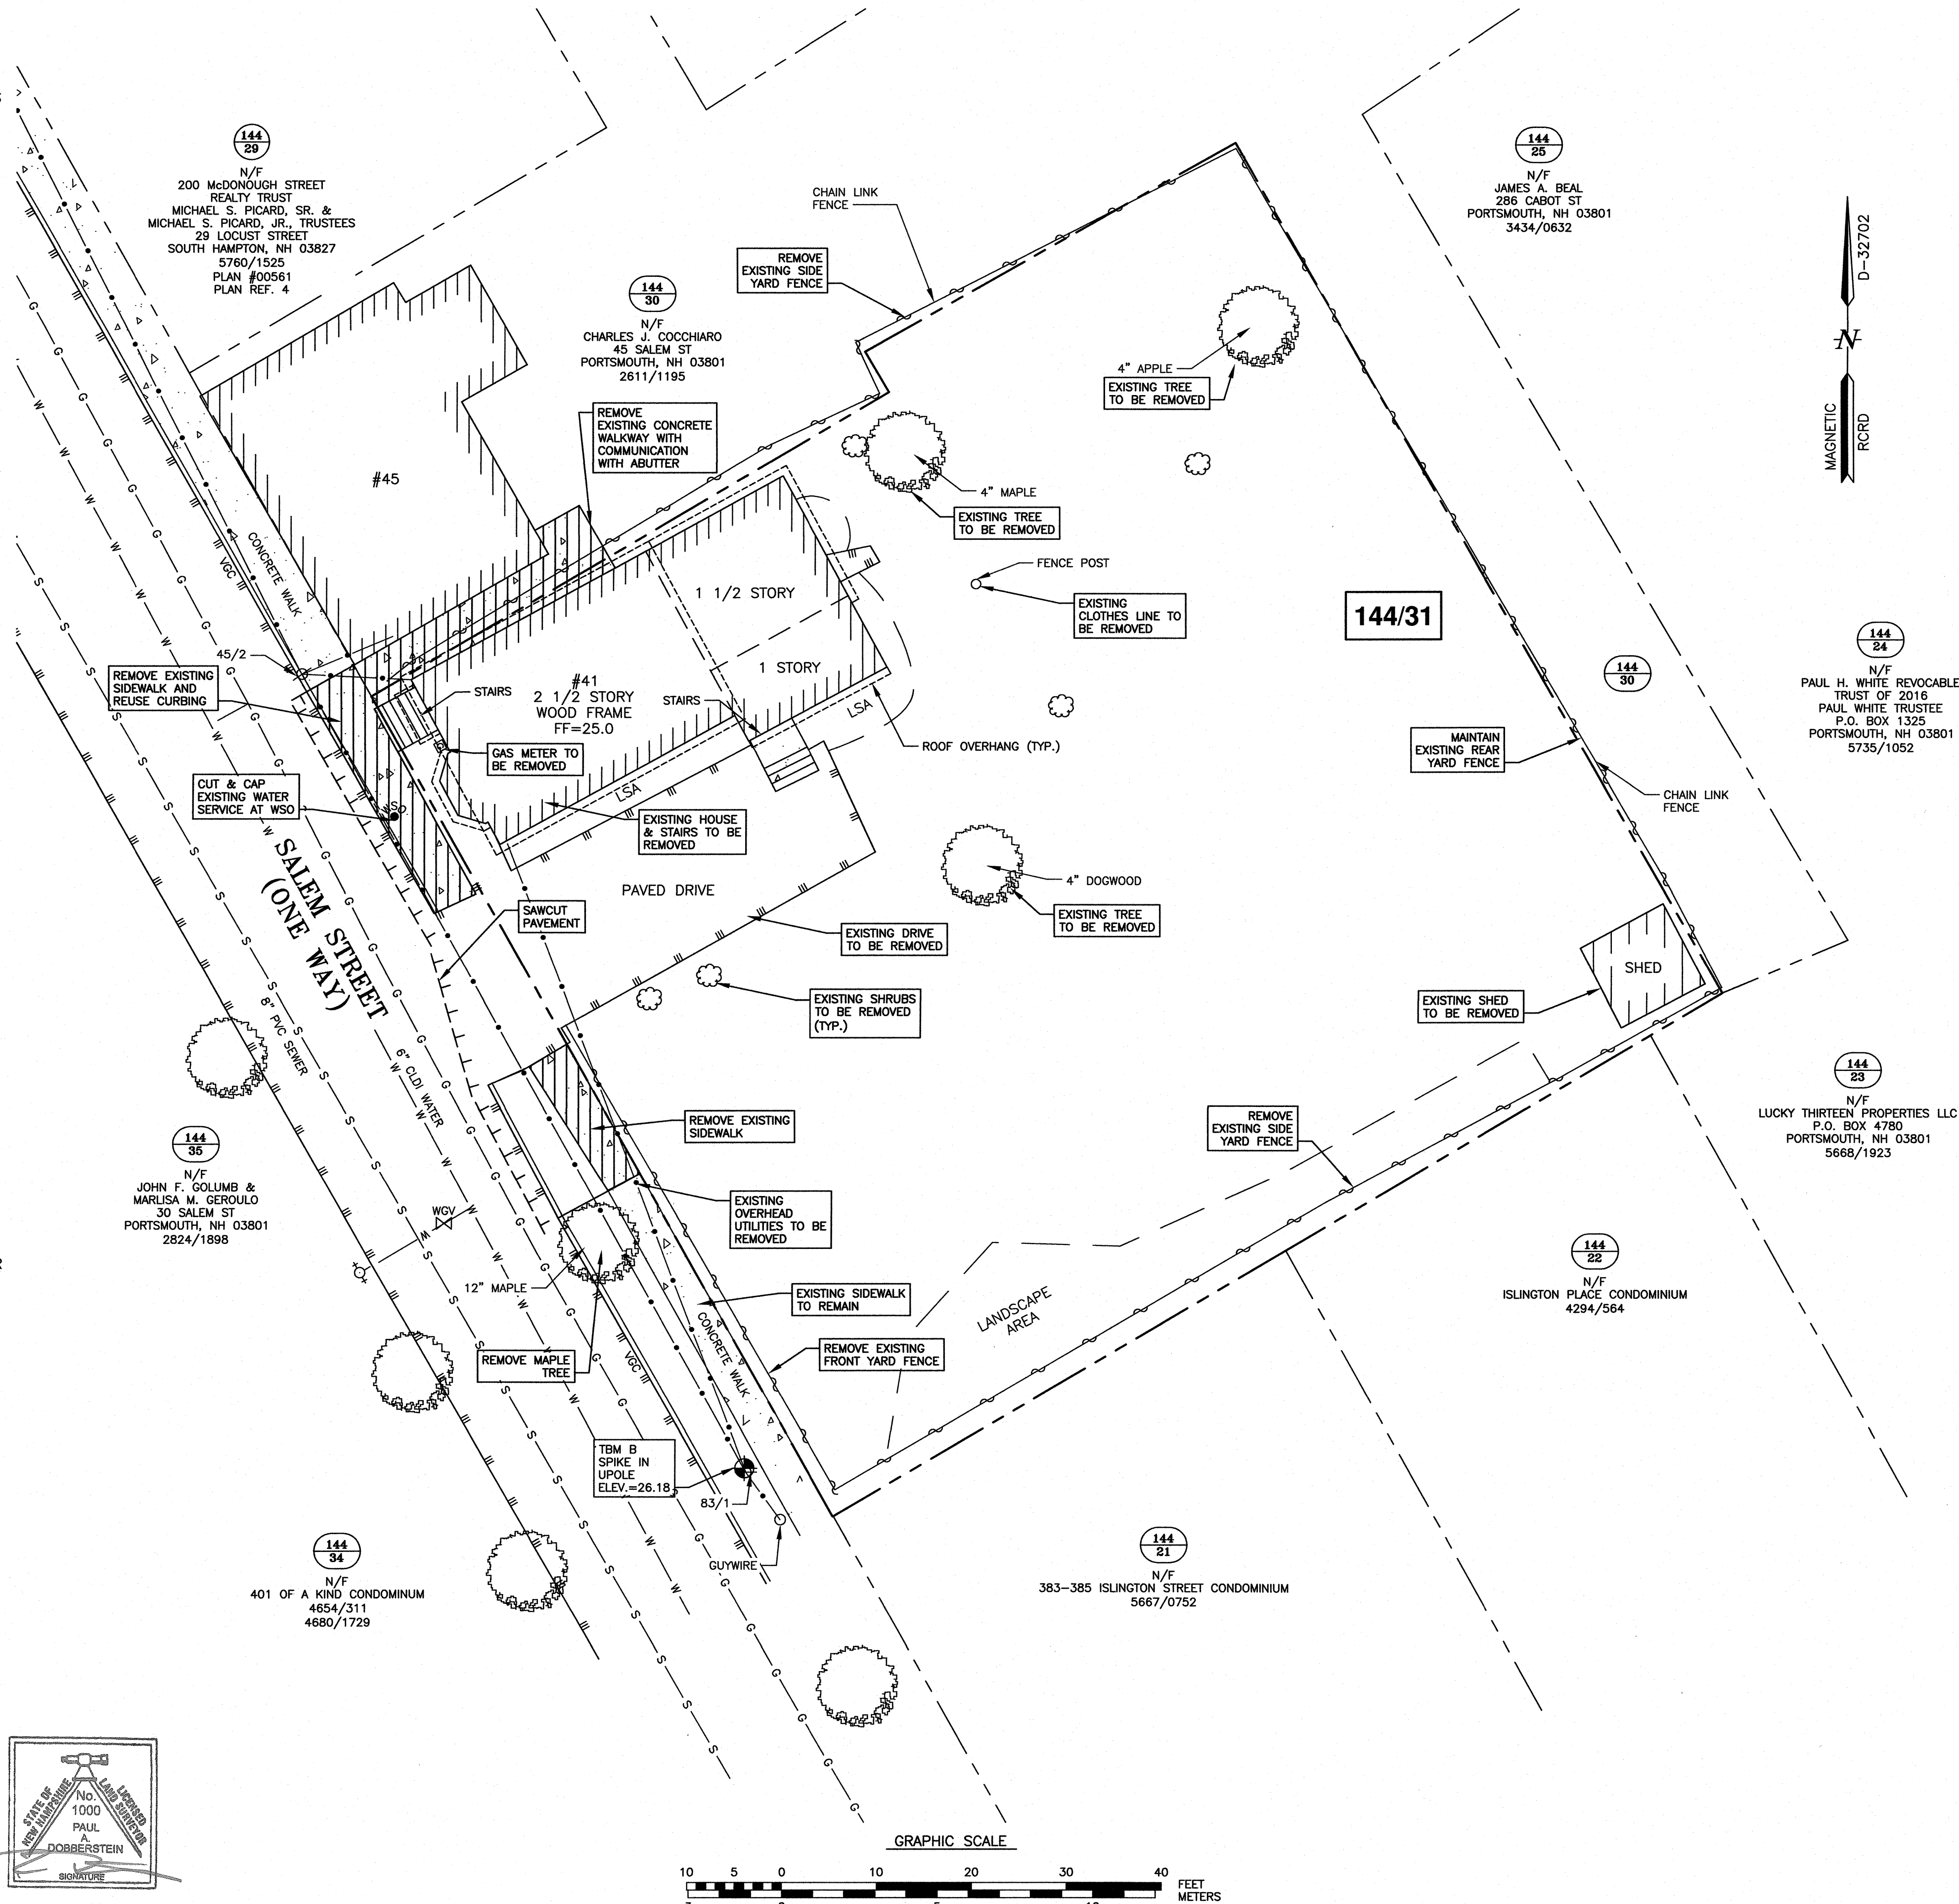 144
29
N/F
200 McDONOUGH STREET
REALTY TRUST
MICHAEL S. PICARD, SR. &
MICHAEL S. PICARD, JR., TRUSTEES
29 LOCUST STREET
SOUTH HAMPTON, NH 03827
5760/1525
PLAN #00561
PLAN REF. 4
144
25
N/F
JAMES A. BEAL
286 CABOT ST
PORTSMOUTH, NH 03801
3434/0632
CHAIN LINK
FENCE
REMOVE
EXISTING SIDE
YARD FENCE
144
30
N/F
CHARLES J. COCCHIARO
45 SALEM ST
PORTSMOUTH, NH 03801
2611/1195
D-32702
N
MAGNETIC
RCRD
4" APPLE
EXISTING TREE
TO BE REMOVED
REMOVE
EXISTING CONCRETE
WALKWAY WITH
COMMUNICATION
WITH ABUTTER
#45
4" MAPLE
EXISTING TREE
TO BE REMOVED
CONCRETE WALK
VGC
FENCE POST
EXISTING
CLOTHES LINE TO
BE REMOVED
1 1/2 STORY
1 STORY
144/31
144
30
144
24
N/F
PAUL H. WHITE REVOCABLE
TRUST OF 2016
PAUL WHITE TRUSTEE
P.O. BOX 1325
PORTSMOUTH, NH 03801
5735/1052
45/2
REMOVE EXISTING
SIDEWALK AND
REUSE CURBING
STAIRS
#41
2 1/2 STORY
WOOD FRAME
FF=25.0
STAIRS
LSA
ROOF OVERHANG (TYP.)
GAS METER TO
BE REMOVED
MAINTAIN
EXISTING REAR
YARD FENCE
CHAIN LINK
FENCE
CUT & CAP
EXISTING WATER
SERVICE AT WSO
WSO
LSA
EXISTING HOUSE
& STAIRS TO BE
REMOVED
SALEM STREET
(ONE WAY)
PAVED DRIVE
4" DOGWOOD
EXISTING TREE
TO BE REMOVED
SAWCUT
PAVEMENT
EXISTING DRIVE
TO BE REMOVED
SHED
EXISTING SHED
TO BE REMOVED
EXISTING SHRUBS
TO BE REMOVED
(TYP.)
8" PVC SEWER
6" CLDI WATER
144
23
N/F
LUCKY THIRTEEN PROPERTIES LLC
P.O. BOX 4780
PORTSMOUTH, NH 03801
5668/1923
REMOVE EXISTING
SIDEWALK
REMOVE
EXISTING SIDE
YARD FENCE
144
35
N/F
JOHN F. GOLUMB &
MARLISA M. GEROULO
30 SALEM ST
PORTSMOUTH, NH 03801
2824/1898
WGV
EXISTING
OVERHEAD
UTILITIES TO BE
REMOVED
12" MAPLE
EXISTING SIDEWALK
TO REMAIN
144
22
N/F
ISLINGTON PLACE CONDOMINIUM
4294/564
LANDSCAPE
AREA
REMOVE MAPLE
TREE
VGC
CONCRETE WALK
REMOVE EXISTING
FRONT YARD FENCE
TBM B
SPIKE IN
UPOLE
ELEV.=26.18
83/1
GUYWIRE
144
34
N/F
401 OF A KIND CONDOMINUM
4654/311
4680/1729
144
21
N/F
383-385 ISLINGTON STREET CONDOMINIUM
5667/0752
STATE OF
NEW HAMPSHIRE
LICENSED
LAND SURVEYOR
No.
1000
PAUL
A.
DOBBERSTEIN
SIGNATURE
GRAPHIC SCALE
10 5 0 10 20 30 40
FEET
METERS